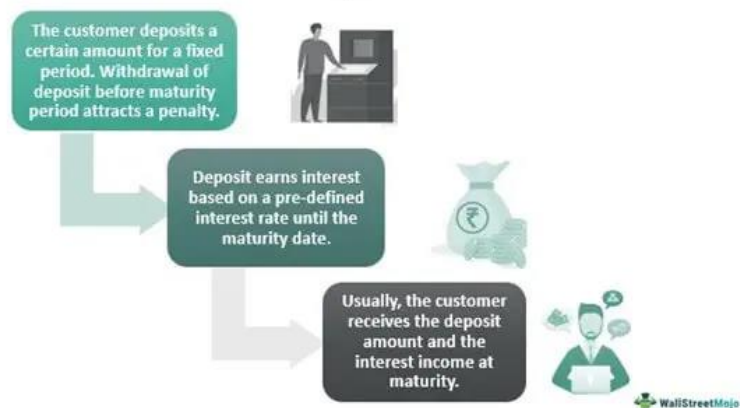 The customer deposits a
certain amount for a fixed
period. Withdrawal of
deposit before maturity
period attracts a penalty.
Deposit earns interest
based on a pre-defined
interest rate until the
maturity date.
₹
Usually, the customer
receives the deposit
amount and the
interest income at
maturity.
WallStreetMojo